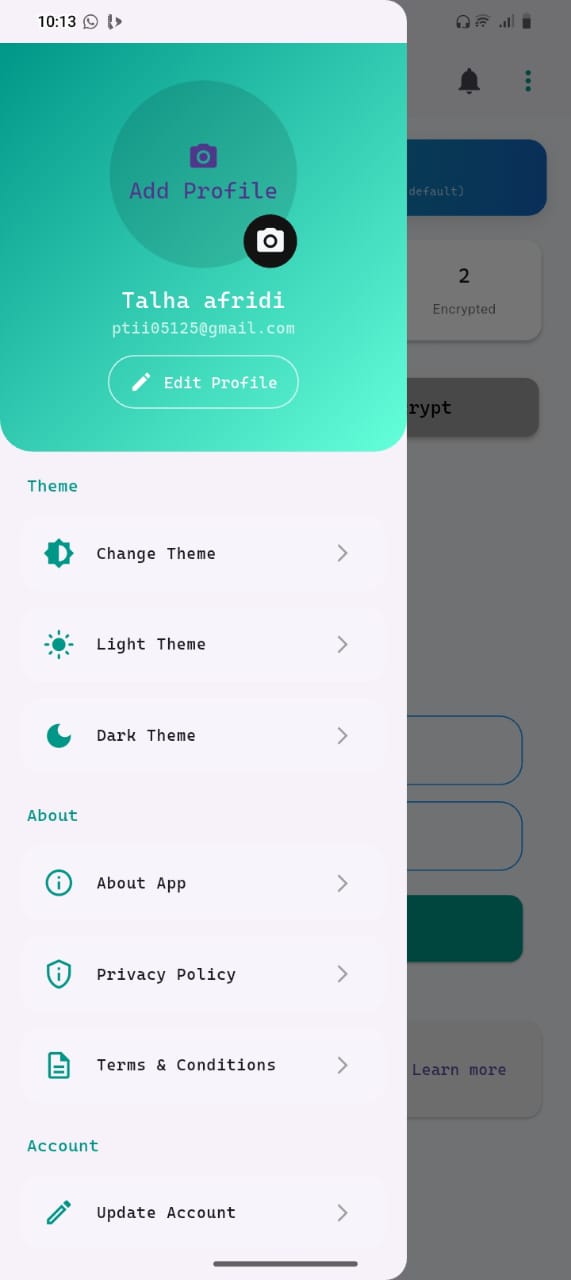 10:13
default)
2
Encrypted
rypt
Learn more
Add Profile
Talha afridi
ptii05125@gmail.com
Edit Profile
Theme
Change Theme
Light Theme
Dark Theme
About
About App
Privacy Policy
Terms & Conditions
Account
Update Account